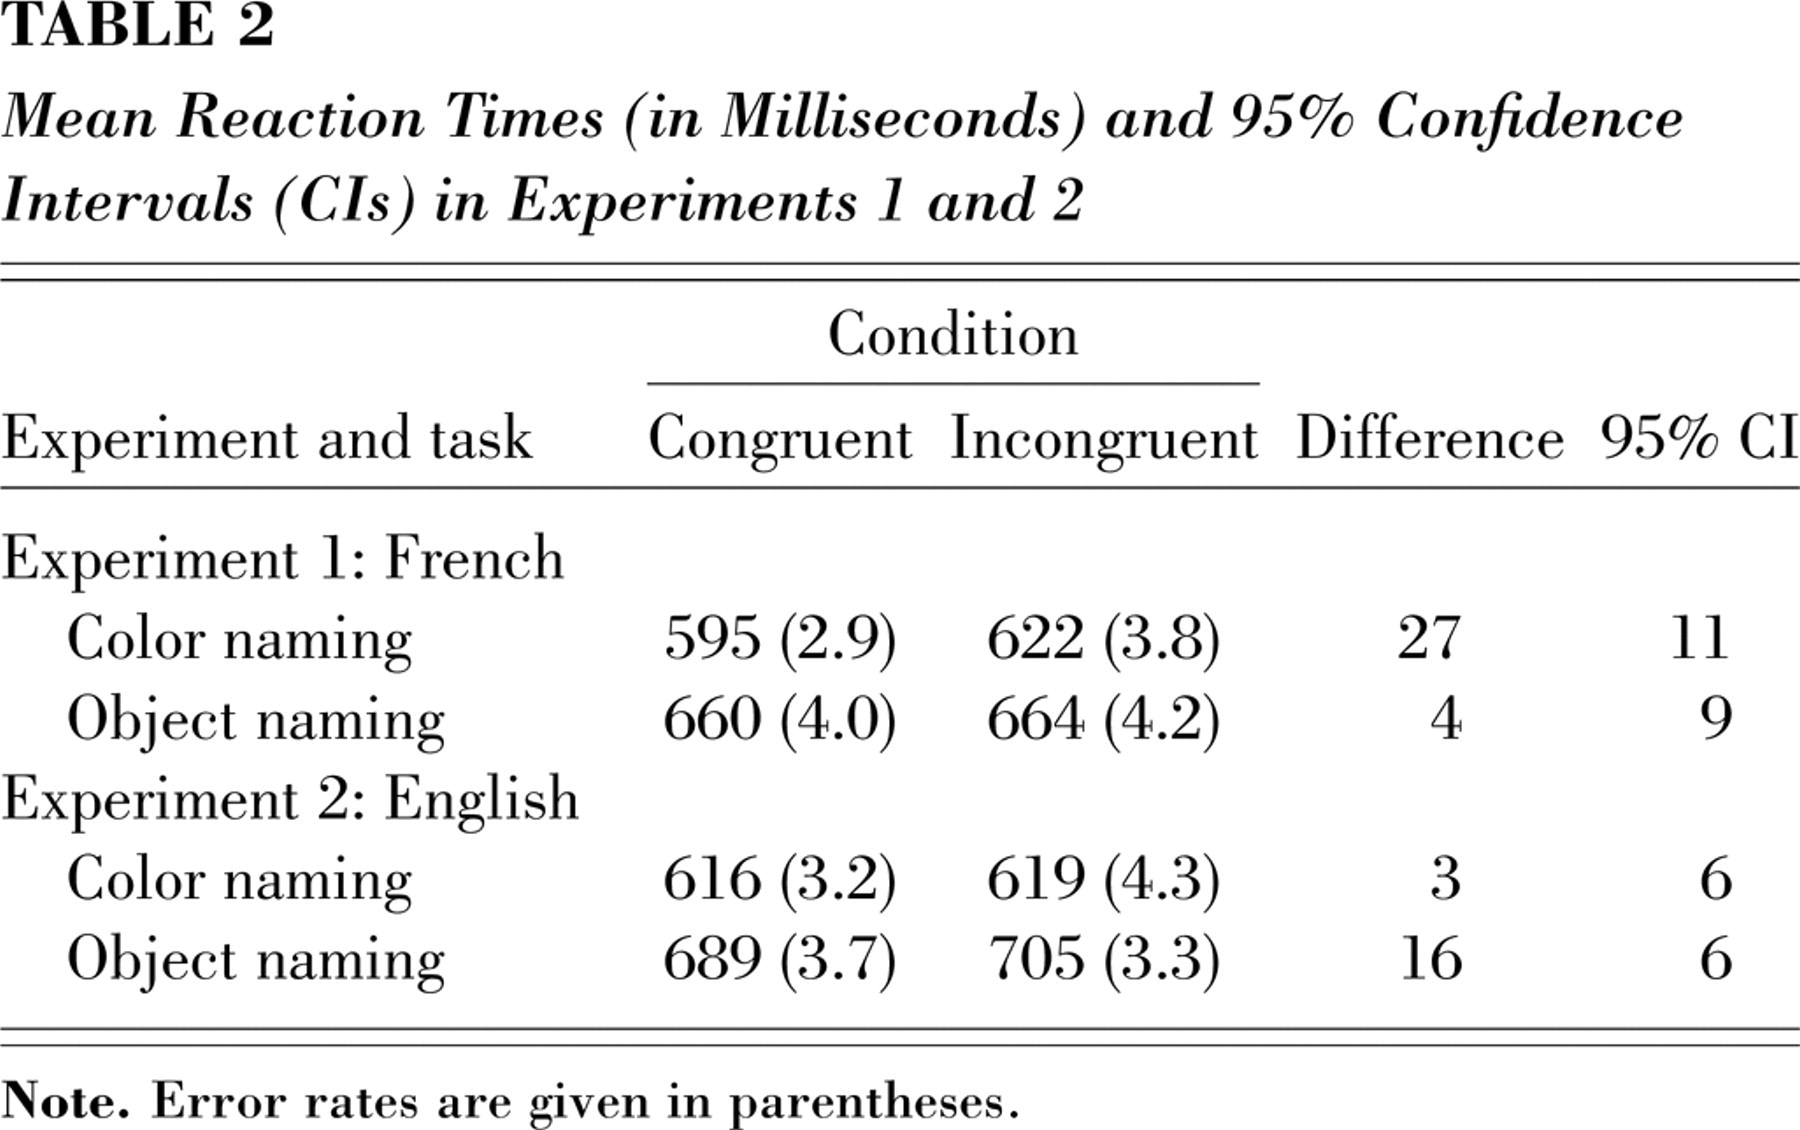 TABLE 2
Mean Reaction Times (in Milliseconds) and 95% Confidence
Intervals (CIs) in Experiments 1 and 2
Condition
Experiment and task Congruent Incongruent Difference 95% CI
Experiment 1: French
Color naming 595 (2.9) 622 (3.8) 27 11
Object naming 660 (4.0) 664 (4.2) 4 9
Experiment 2: English
Color naming 616 (3.2) 619 (4.3) 3 6
Object naming 689 (3.7) 705 (3.3) 16 6
Note. Error rates are given in parentheses.